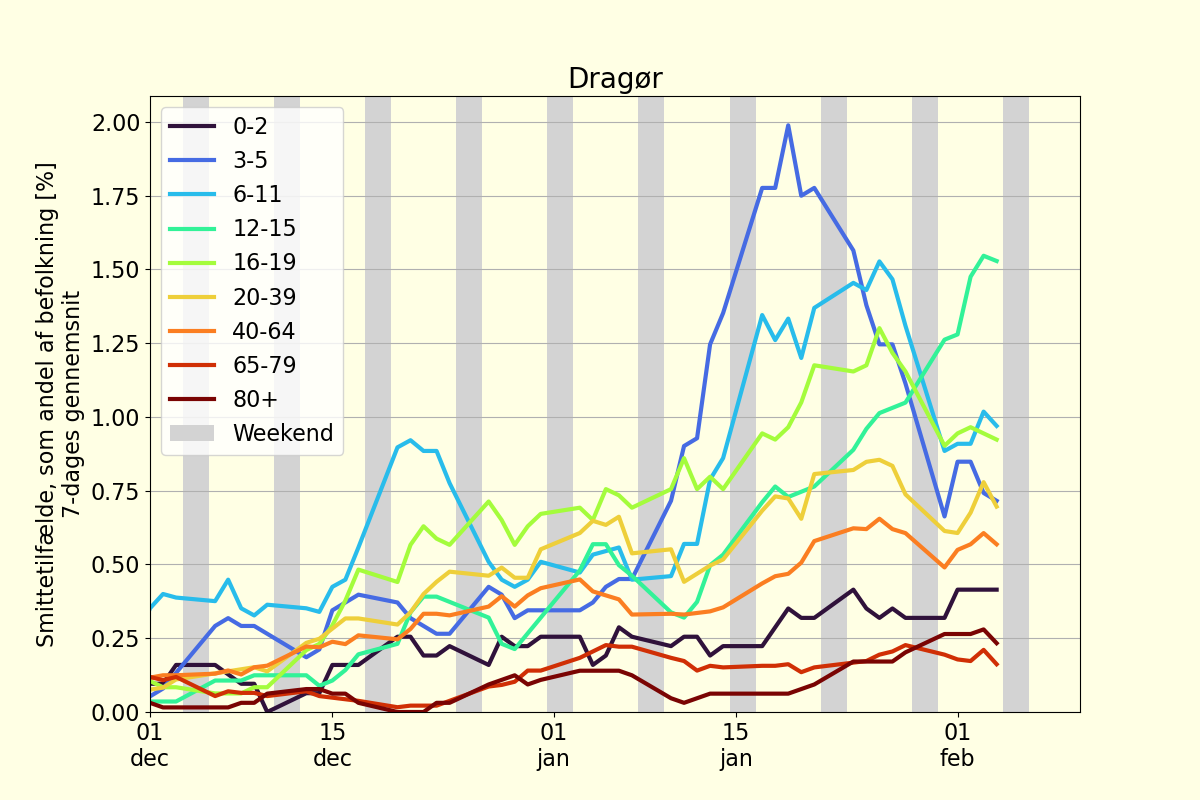 Dragør
Smittetilfælde, som andel af befolkning [%]
7-dages gennemsnit
2.00
1.75
1.50
1.25
1.00
0.75
0.50
0.25
0.00
0-2
3-5
6-11
12-15
16-19
20-39
40-64
65-79
80+
Weekend
01
dec
15
dec
01
jan
15
jan
01
feb